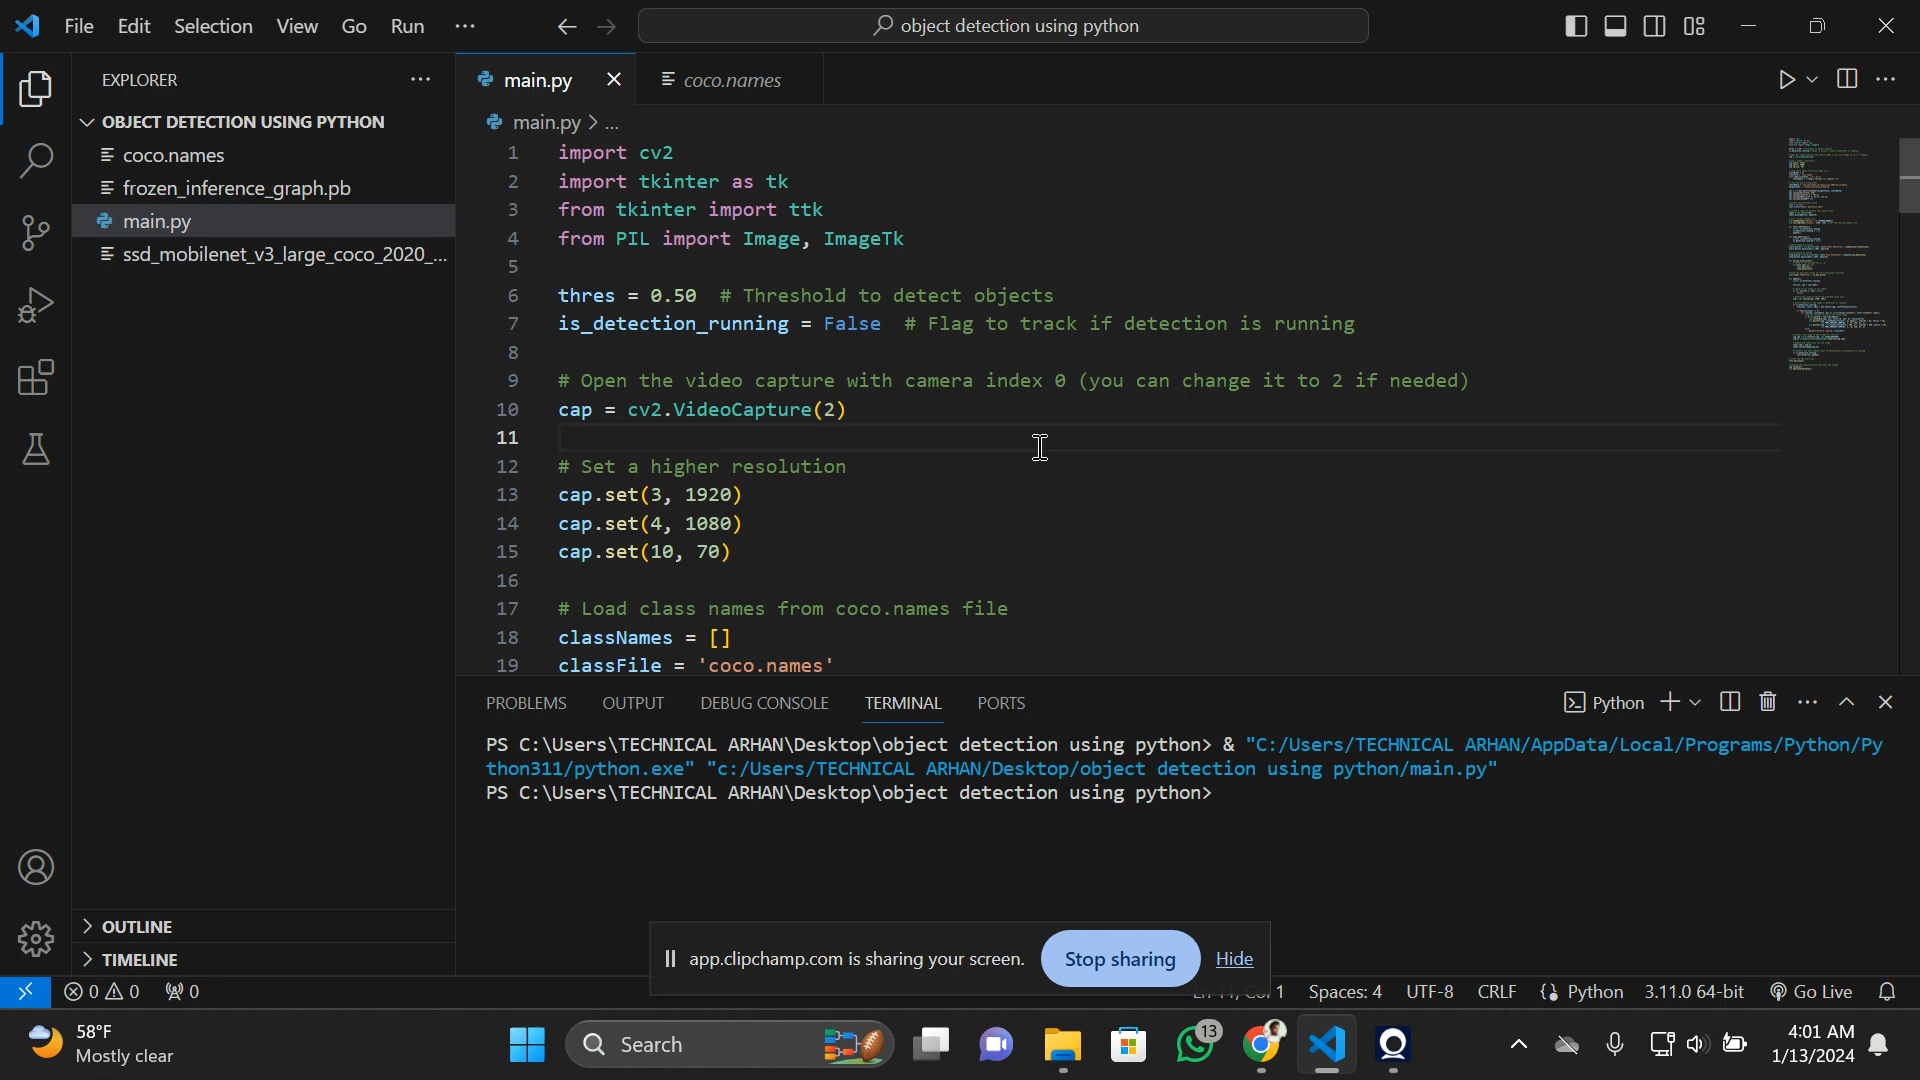 File Edit Selection View Go Run ···
object detection using python
EXPLORER ···
OBJECT DETECTION USING PYTHON
coco.names
frozen_inference_graph.pb
main.py
ssd_mobilenet_v3_large_coco_2020_...
OUTLINE
TIMELINE
main.py
coco.names
main.py > ...
1 import cv2
2 import tkinter as tk
3 from tkinter import ttk
4 from PIL import Image, ImageTk
5
6 thres = 0.50  # Threshold to detect objects
7 is_detection_running = False  # Flag to track if detection is running
8
9 # Open the video capture with camera index 0 (you can change it to 2 if needed)
10 cap = cv2.VideoCapture(2)
11
12 # Set a higher resolution
13 cap.set(3, 1920)
14 cap.set(4, 1080)
15 cap.set(10, 70)
16
17 # Load class names from coco.names file
18 classNames = []
19 classFile = 'coco.names'
PROBLEMS OUTPUT DEBUG CONSOLE TERMINAL PORTS
Python
PS C:\Users\TECHNICAL ARHAN\Desktop\object detection using python> & "C:/Users/TECHNICAL ARHAN/AppData/Local/Programs/Python/Py
thon311/python.exe" "c:/Users/TECHNICAL ARHAN/Desktop/object detection using python/main.py"
PS C:\Users\TECHNICAL ARHAN\Desktop\object detection using python>
app.clipchamp.com is sharing your screen. Stop sharing Hide
0 0 0
Spaces: 4 UTF-8 CRLF Python 3.11.0 64-bit Go Live
58°F
Mostly clear
Search
13
4:01 AM
1/13/2024